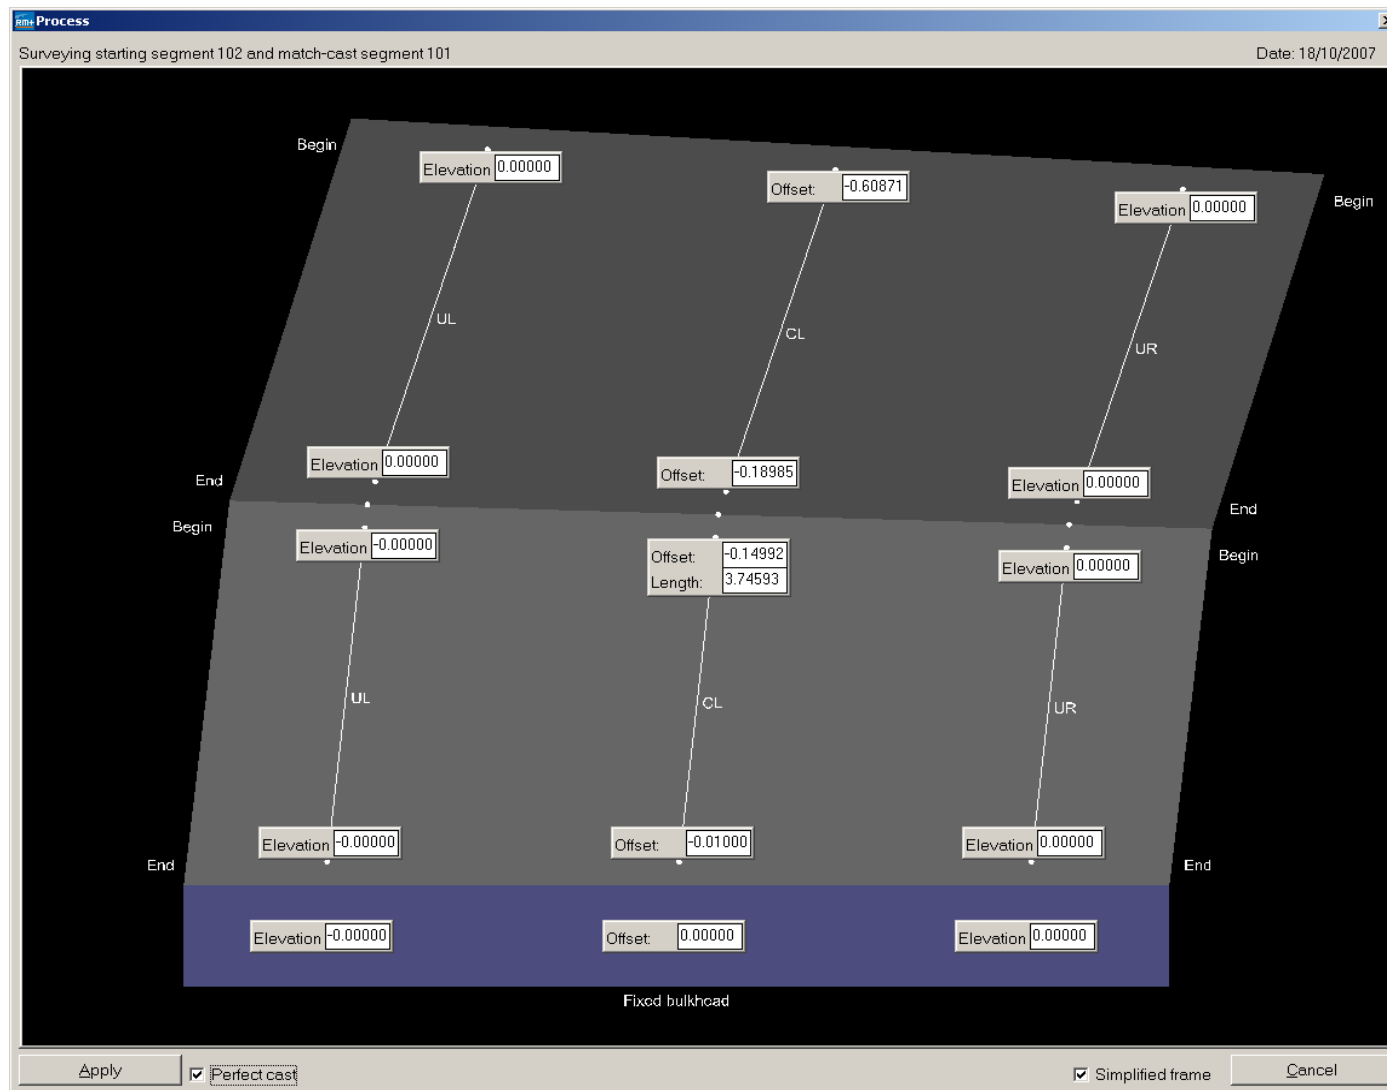 RM+ Process
Surveying starting segment 102 and match-cast segment 101 Date: 18/10/2007
Begin
Elevation 0.00000
Offset: -0.60871
Elevation 0.00000
Begin
UL
CL
UR
End
Elevation 0.00000
Offset: -0.18985
Elevation 0.00000
End
Begin
Elevation -0.00000
Offset: -0.14992
Length: 3.74593
Elevation 0.00000
Begin
UL
CL
UR
End
Elevation -0.00000
Offset: -0.01000
Elevation 0.00000
End
Elevation -0.00000
Offset: 0.00000
Elevation 0.00000
Fixed bulkhead
Apply
Perfect cast
Simplified frame
Cancel